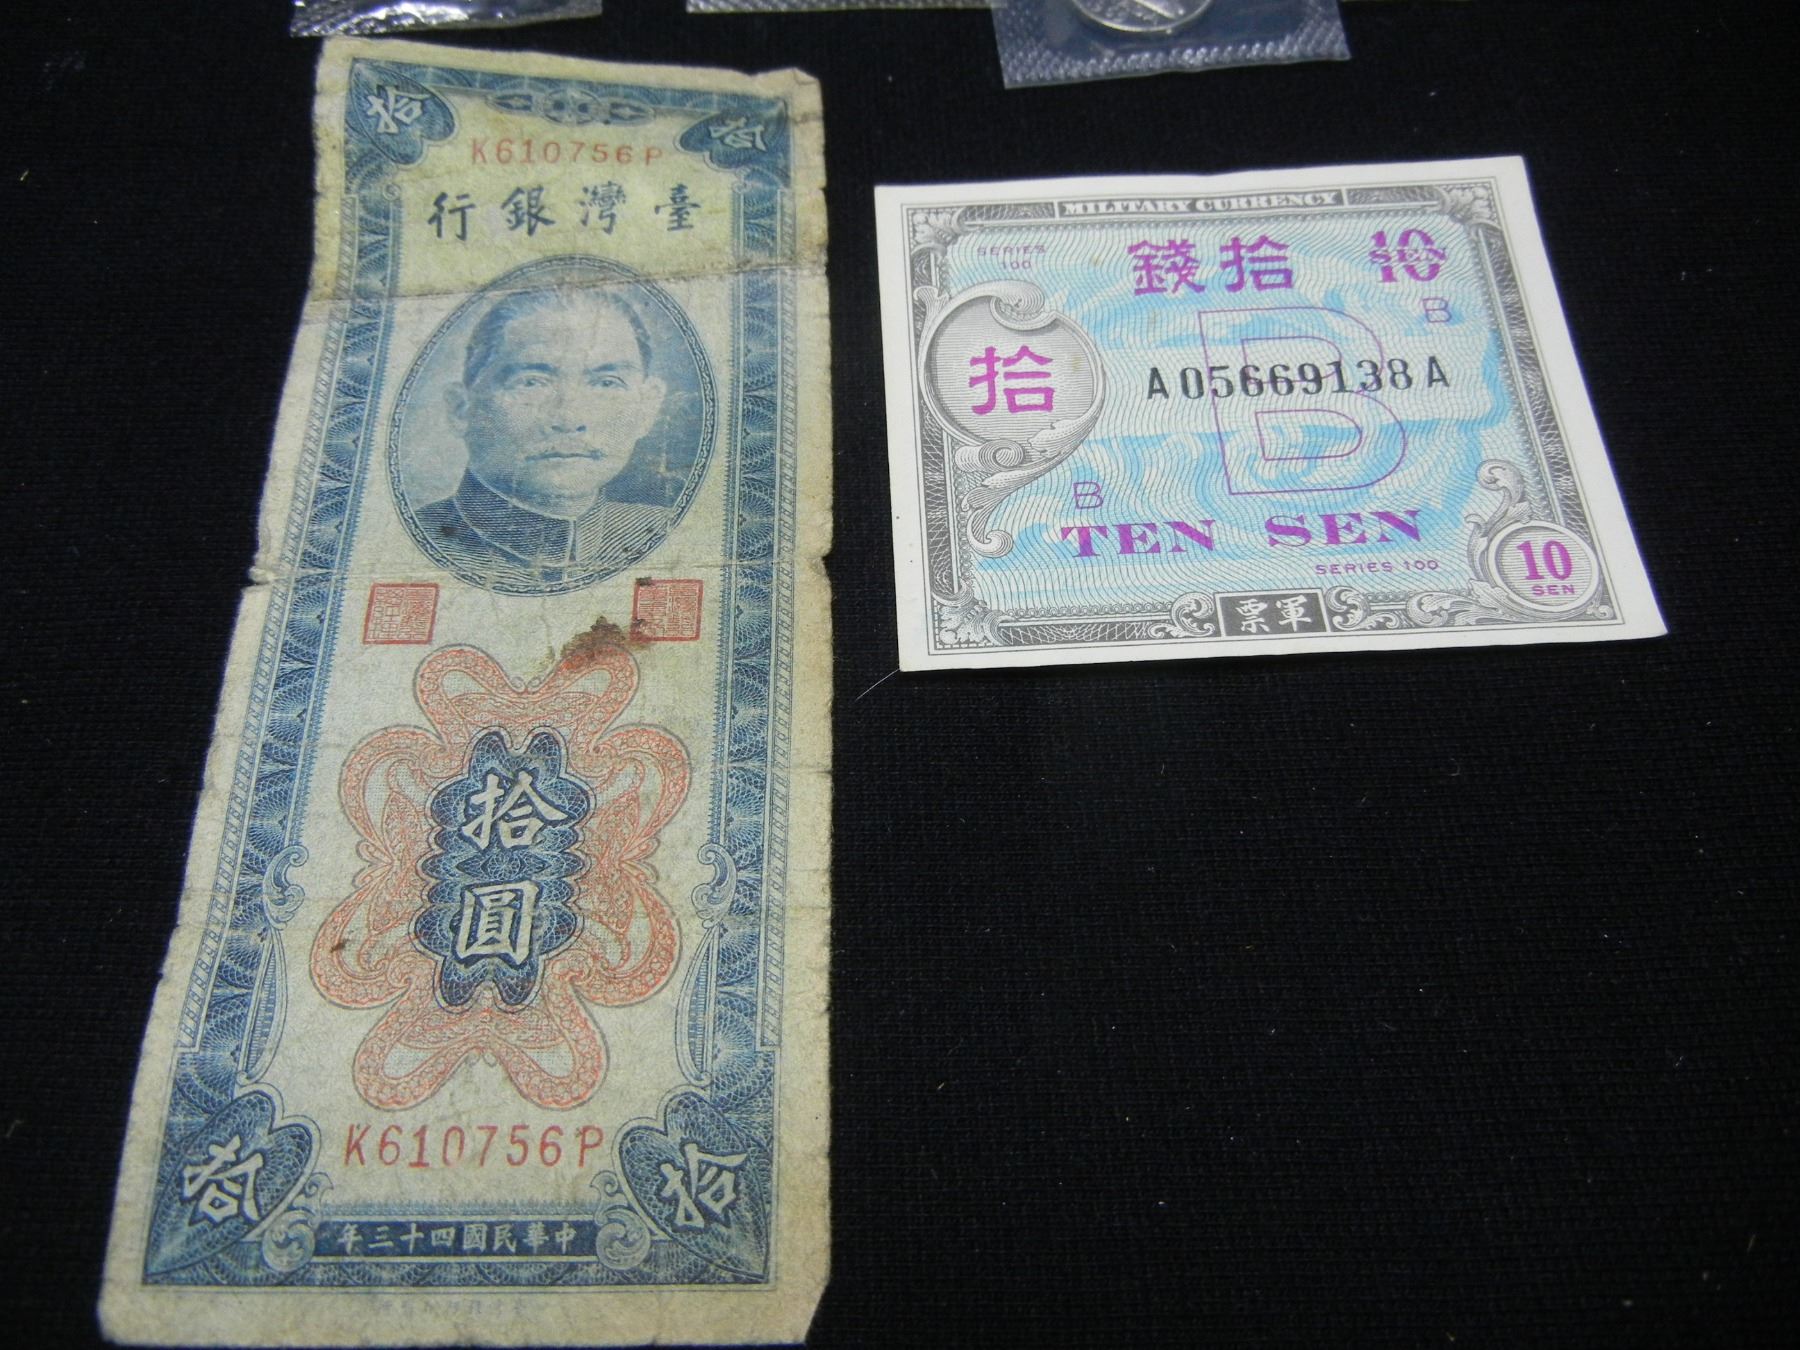 拾
拾
K610756P
行銀灣臺
拾
圓
K610756P
拾
拾
年三十四國民華中
MILITARY CURRENCY
SERIES
100
錢拾
10
SEN
B
拾
A05669138A
B
B
TEN SEN
SERIES 100
10
SEN
票軍